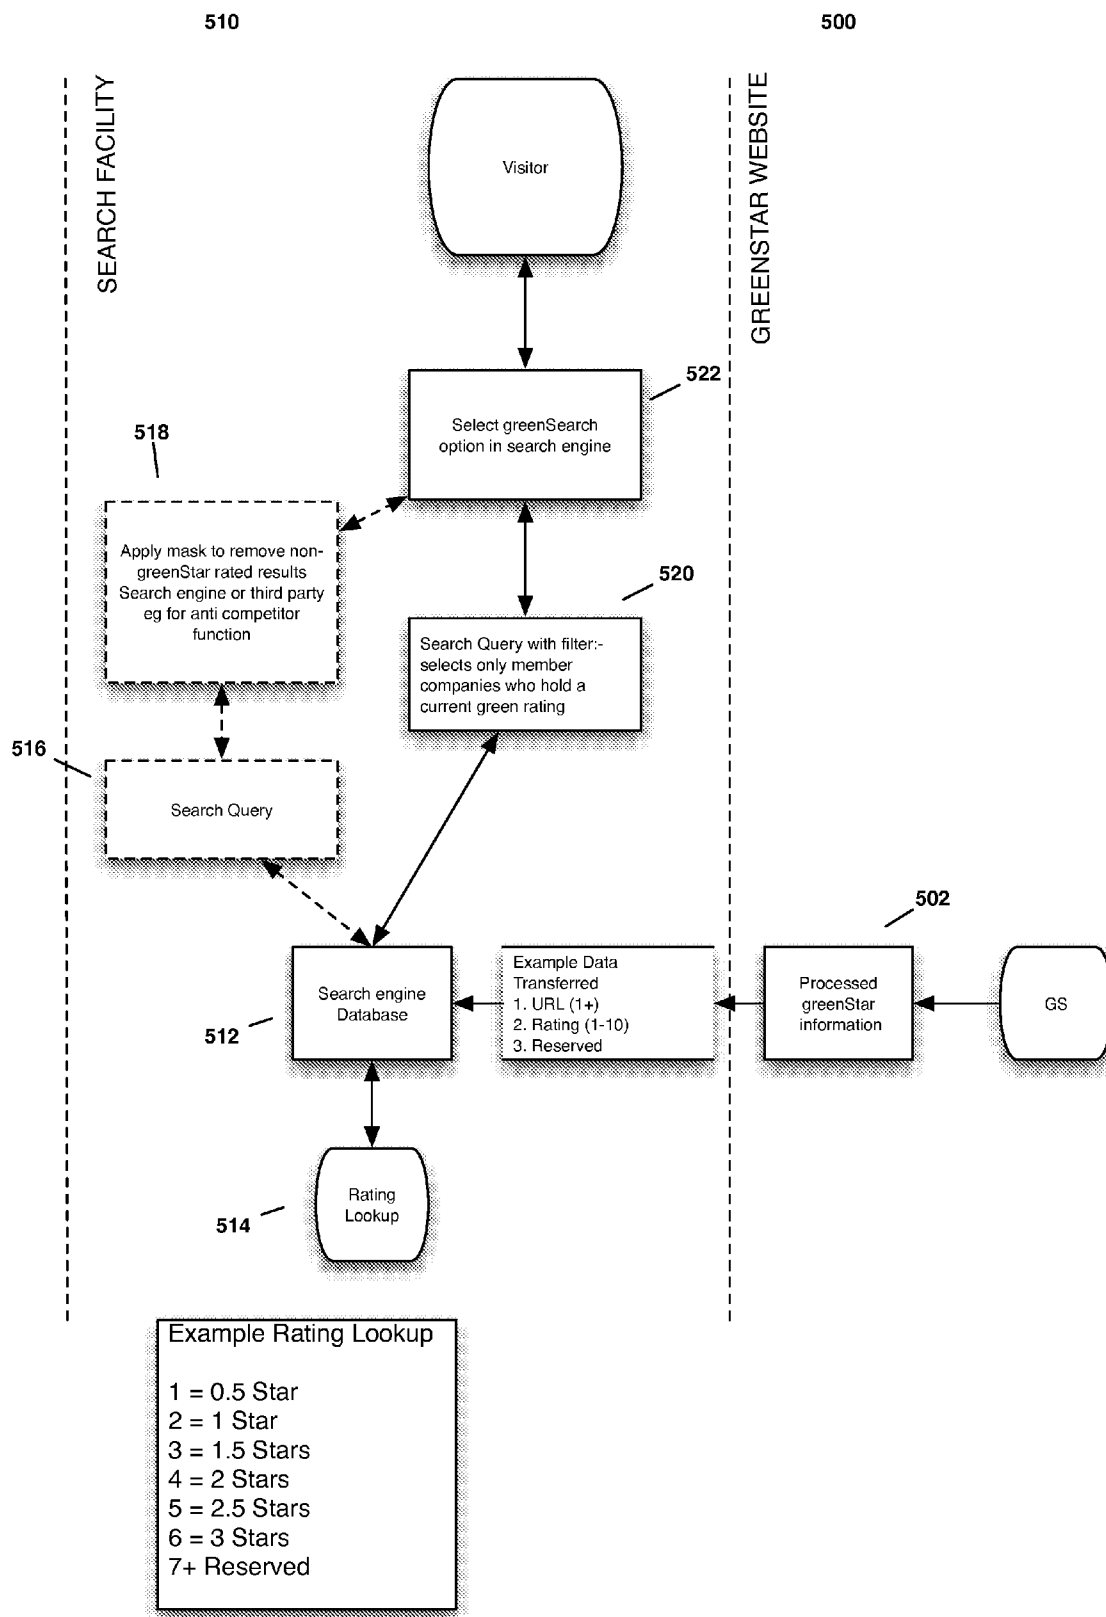 510
500
SEARCH FACILITY
GREENSTAR WEBSITE
Visitor
522
Select greenSearch
option in search engine
518
Apply mask to remove non-
greenStar rated results
Search engine or third party
eg for anti competitor
function
520
Search Query with filter:-
selects only member
companies who hold a
current green rating
516
Search Query
502
Search engine
Database
512
Example Data
Transferred
1. URL (1+)
2. Rating (1-10)
3. Reserved
Processed
greenStar
information
GS
514
Rating
Lookup
Example Rating Lookup
1 = 0.5 Star
2 = 1 Star
3 = 1.5 Stars
4 = 2 Stars
5 = 2.5 Stars
6 = 3 Stars
7+ Reserved